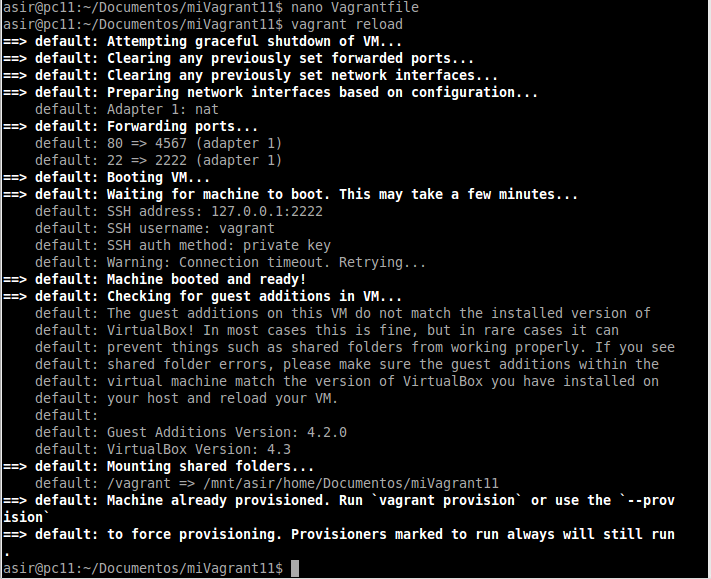 asir@pc11:~/Documentos/miVagrant11$ nano Vagrantfile
asir@pc11:~/Documentos/miVagrant11$ vagrant reload
==> default: Attempting graceful shutdown of VM...
==> default: Clearing any previously set forwarded ports...
==> default: Clearing any previously set network interfaces...
==> default: Preparing network interfaces based on configuration...
    default: Adapter 1: nat
==> default: Forwarding ports...
    default: 80 => 4567 (adapter 1)
    default: 22 => 2222 (adapter 1)
==> default: Booting VM...
==> default: Waiting for machine to boot. This may take a few minutes...
    default: SSH address: 127.0.0.1:2222
    default: SSH username: vagrant
    default: SSH auth method: private key
    default: Warning: Connection timeout. Retrying...
==> default: Machine booted and ready!
==> default: Checking for guest additions in VM...
    default: The guest additions on this VM do not match the installed version of
    default: VirtualBox! In most cases this is fine, but in rare cases it can
    default: prevent things such as shared folders from working properly. If you see
    default: shared folder errors, please make sure the guest additions within the
    default: virtual machine match the version of VirtualBox you have installed on
    default: your host and reload your VM.
    default:
    default: Guest Additions Version: 4.2.0
    default: VirtualBox Version: 4.3
==> default: Mounting shared folders...
    default: /vagrant => /mnt/asir/home/Documentos/miVagrant11
==> default: Machine already provisioned. Run `vagrant provision` or use the `--prov
ision`
==> default: to force provisioning. Provisioners marked to run always will still run
.
asir@pc11:~/Documentos/miVagrant11$